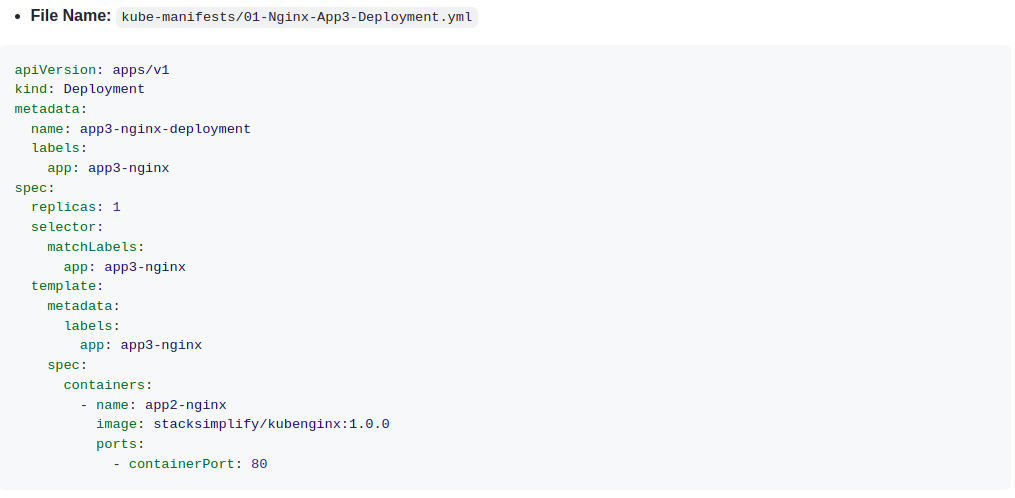 • File Name: kube-manifests/01-Nginx-App3-Deployment.yml
apiVersion: apps/v1
kind: Deployment
metadata:
  name: app3-nginx-deployment
  labels:
    app: app3-nginx
spec:
  replicas: 1
  selector:
    matchLabels:
      app: app3-nginx
  template:
    metadata:
      labels:
        app: app3-nginx
    spec:
      containers:
        - name: app2-nginx
          image: stacksimplify/kubenginx:1.0.0
          ports:
            - containerPort: 80